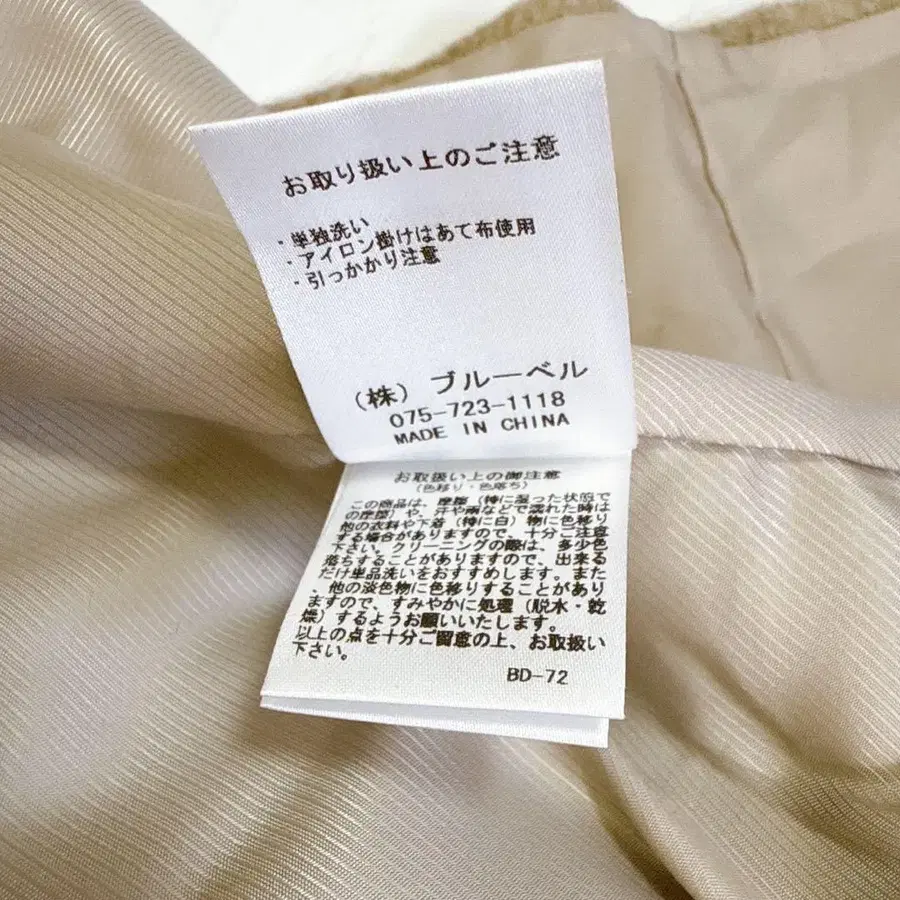 お取り扱い上のご注意
・単独洗い
・アイロン掛けはあて布使用
・引っかかり注意
（株）ブルーベル
075-723-1118
MADE IN CHINA
お取扱い上の御注意
（色移り・色落ち）
この商品は、摩擦（特に湿った状態で
の摩擦）や、汗や雨などで濡れた時は
他の衣料や下着（特に白）物に色移り
する場合がありますので、十分ご注意
下さい。クリーニングの際は、多少色
落ちすることがありますので、出来る
だけ単品洗いをおすすめします。また
、他の淡色物に色移りすることがあり
ますので、すみやかに処理（脱水・乾
燥）するようお願いいたします。
以上の点を十分ご留意の上、お取扱い
下さい。
BD-72